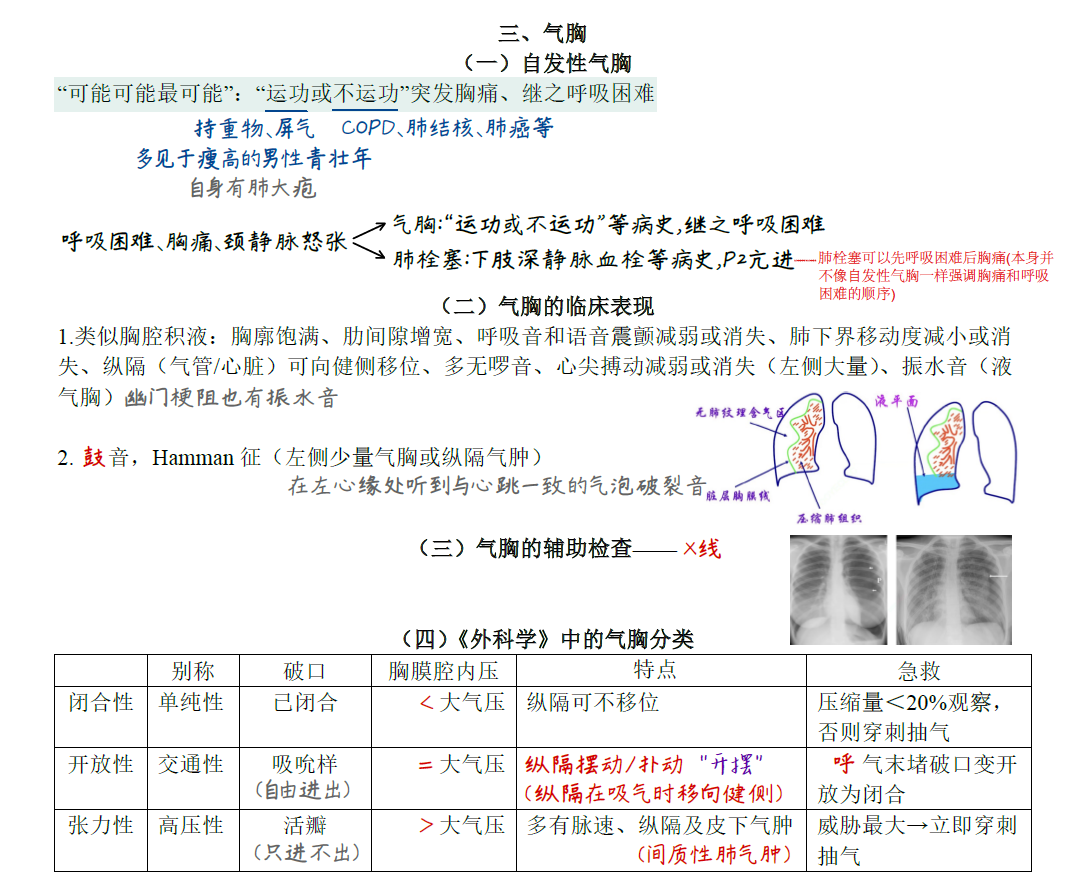 三、气胸
（一）自发性气胸
“可能可能最可能”：“运功或不运功”突发胸痛、继之呼吸困难
持重物、屏气 COPD、肺结核、肺癌等
多见于瘦高的男性青壮年
自身有肺大疱
呼吸困难、胸痛、颈静脉怒张
气胸:“运功或不运功”等病史,继之呼吸困难
肺栓塞:下肢深静脉血栓等病史,P2亢进
肺栓塞可以先呼吸困难后胸痛(本身并
不像自发性气胸一样强调胸痛和呼吸
困难的顺序)
（二）气胸的临床表现
1.类似胸腔积液：胸廓饱满、肋间隙增宽、呼吸音和语音震颤减弱或消失、肺下界移动度减小或消
失、纵隔（气管/心脏）可向健侧移位、多无啰音、心尖搏动减弱或消失（左侧大量）、振水音（液
气胸）幽门梗阻也有振水音
无肺纹理含气区
液平面
2. 鼓音，Hamman 征（左侧少量气胸或纵隔气肿）
在左心缘处听到与心跳一致的气泡破裂音
脏层胸膜线
压缩肺组织
（三）气胸的辅助检查—— X线
（四）《外科学》中的气胸分类
别称 破口 胸膜腔内压 特点 急救
闭合性 单纯性 已闭合 ＜大气压 纵隔可不移位 压缩量＜20%观察，
否则穿刺抽气
开放性 交通性 吸吮样 =大气压 纵隔摆动/扑动 "开摆" 呼气末堵破口变开
(自由进出) (纵隔在吸气时移向健侧) 放为闭合
张力性 高压性 活瓣 ＞大气压 多有脉速、纵隔及皮下气肿 威胁最大→立即穿刺
(只进不出) (间质性肺气肿) 抽气